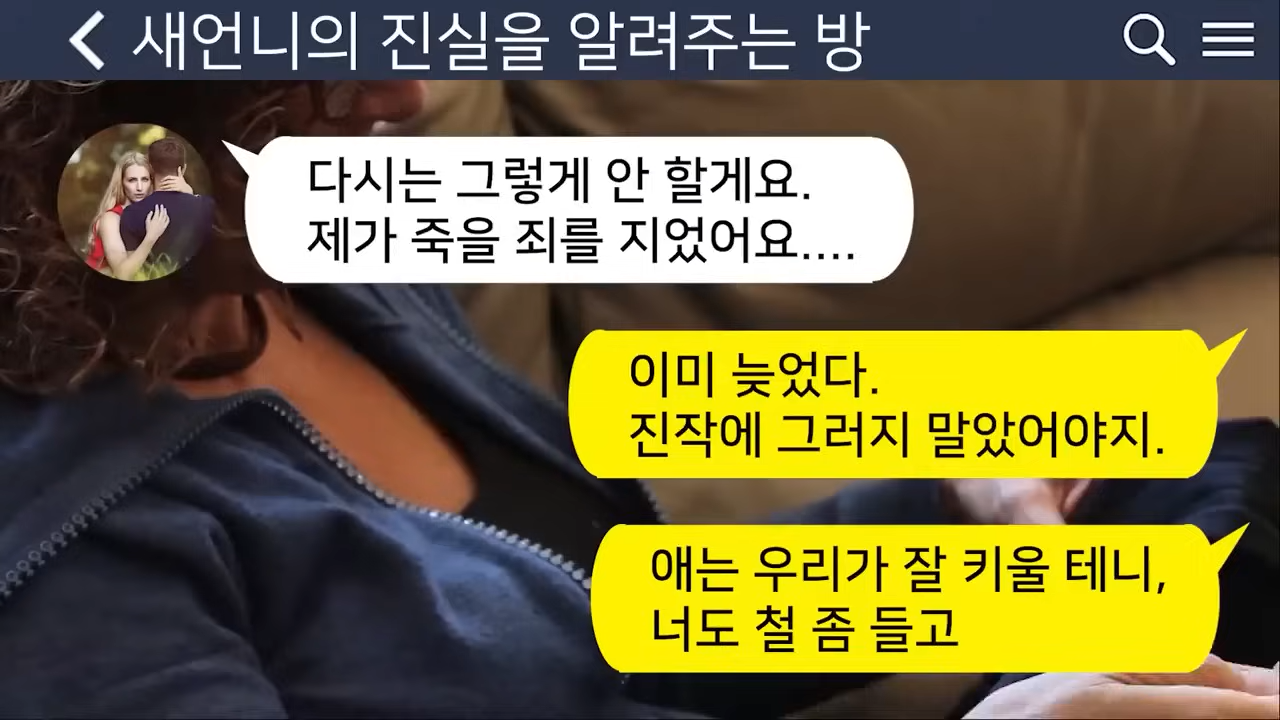 새언니의 진실을 알려주는 방
다시는 그렇게 안 할게요.
제가 죽을 죄를 지었어요....
이미 늦었다.
진작에 그러지 말았어야지.
애는 우리가 잘 키울 테니,
너도 철 좀 들고